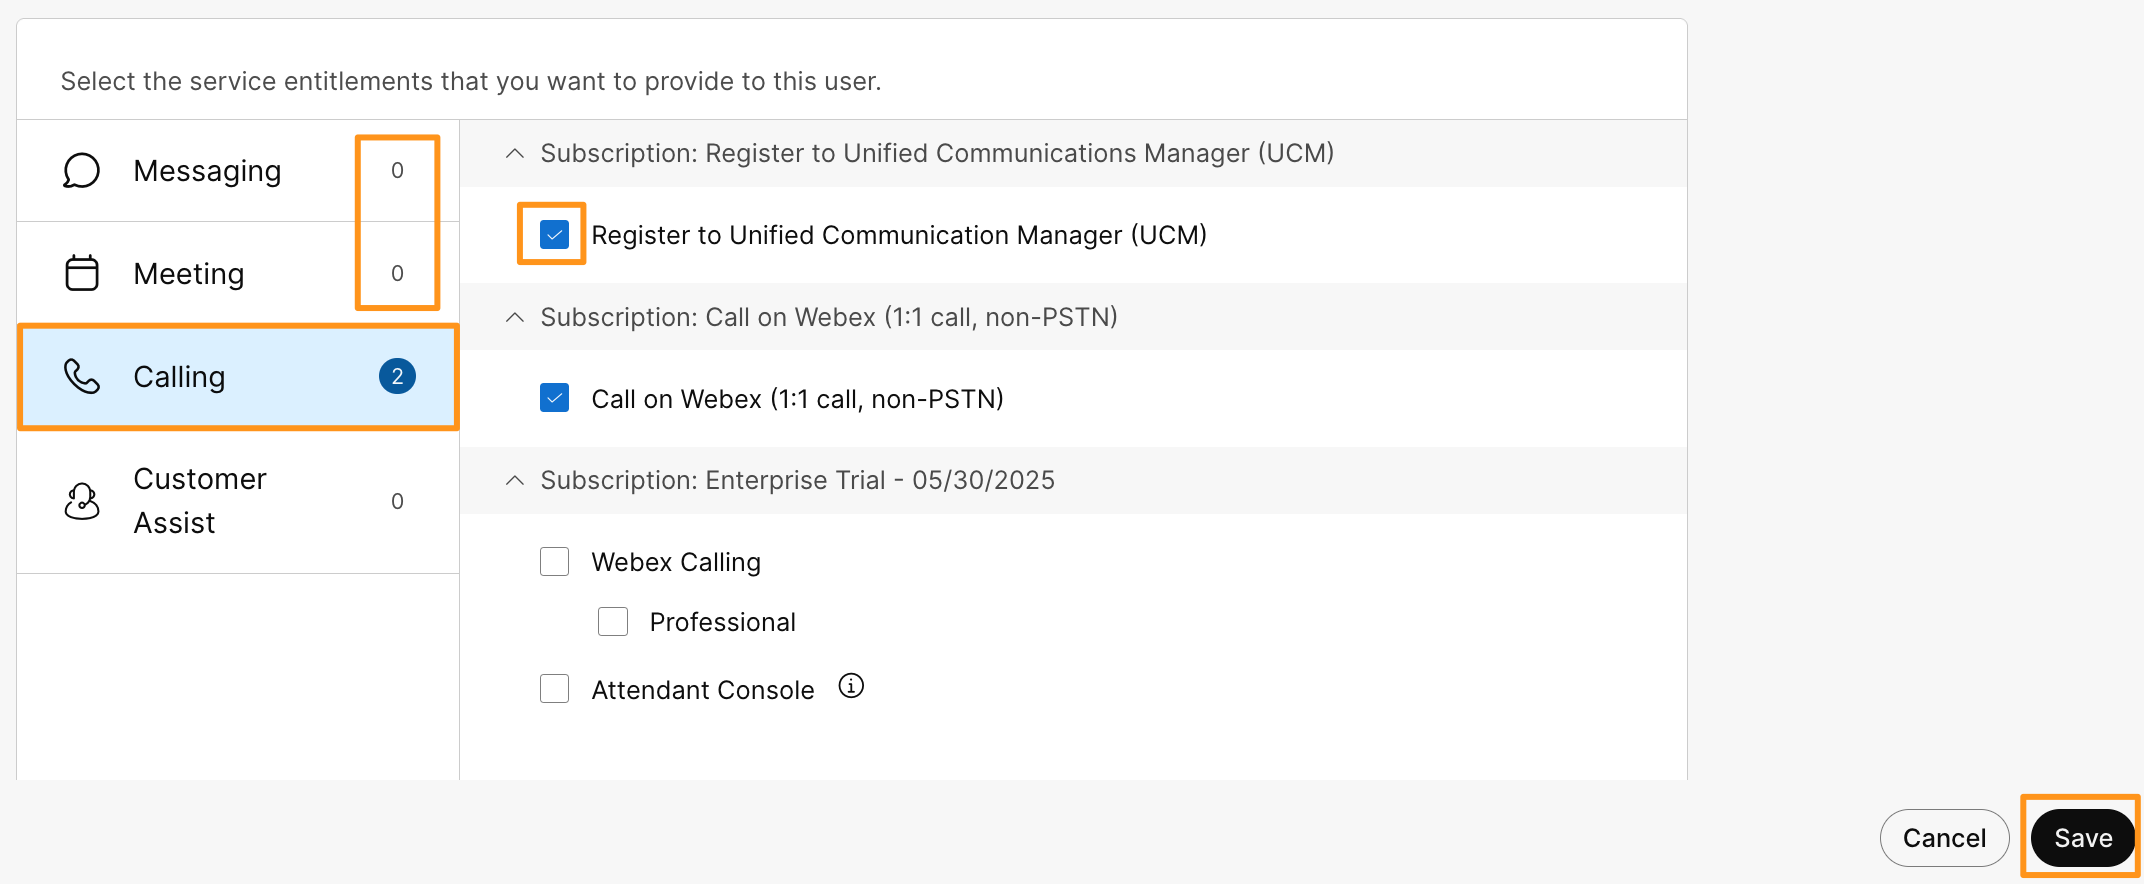 Select the service entitlements that you want to provide to this user.
Messaging 0
Meeting 0
Calling 2
Customer
Assist
0
Subscription: Register to Unified Communications Manager (UCM)
Register to Unified Communication Manager (UCM)
Subscription: Call on Webex (1:1 call, non-PSTN)
Call on Webex (1:1 call, non-PSTN)
Subscription: Enterprise Trial - 05/30/2025
Webex Calling
Professional
Attendant Console
Cancel
Save